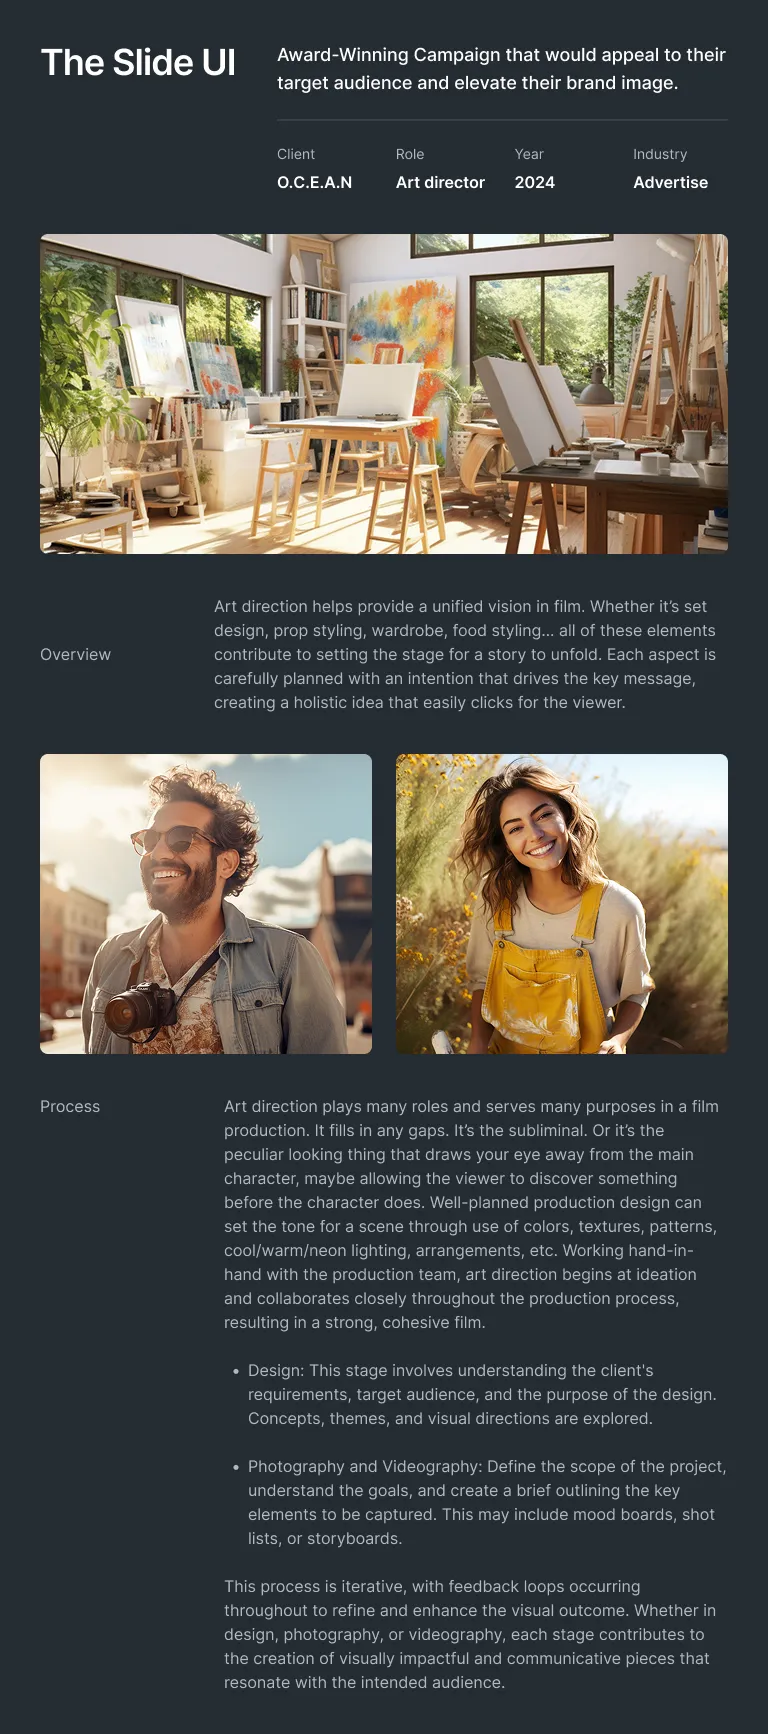 The Slide UI
Award-Winning Campaign that would appeal to their
target audience and elevate their brand image.
Client
Role
Year
Industry
O.C.E.A.N
Art director
2024
Advertise
Overview
Art direction helps provide a unified vision in film. Whether it’s set
design, prop styling, wardrobe, food styling... all of these elements
contribute to setting the stage for a story to unfold. Each aspect is
carefully planned with an intention that drives the key message,
creating a holistic idea that easily clicks for the viewer.
Process
Art direction plays many roles and serves many purposes in a film
production. It fills in any gaps. It’s the subliminal. Or it’s the
peculiar looking thing that draws your eye away from the main
character, maybe allowing the viewer to discover something
before the character does. Well-planned production design can
set the tone for a scene through use of colors, textures, patterns,
cool/warm/neon lighting, arrangements, etc. Working hand-in-
hand with the production team, art direction begins at ideation
and collaborates closely throughout the production process,
resulting in a strong, cohesive film.
• Design: This stage involves understanding the client's
requirements, target audience, and the purpose of the design.
Concepts, themes, and visual directions are explored.
• Photography and Videography: Define the scope of the project,
understand the goals, and create a brief outlining the key
elements to be captured. This may include mood boards, shot
lists, or storyboards.
This process is iterative, with feedback loops occurring
throughout to refine and enhance the visual outcome. Whether in
design, photography, or videography, each stage contributes to
the creation of visually impactful and communicative pieces that
resonate with the intended audience.